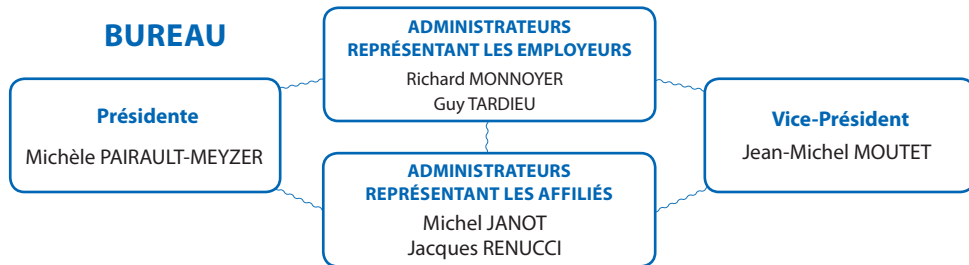 BUREAU
ADMINISTRATEURS
REPRÉSENTANT LES EMPLOYEURS
Richard MONNOYER
Guy TARDIEU
Présidente
Michèle PAIRAULT-MEYZER
Vice-Président
Jean-Michel MOUTET
ADMINISTRATEURS
REPRÉSENTANT LES AFFILIÉS
Michel JANOT
Jacques RENUCCI